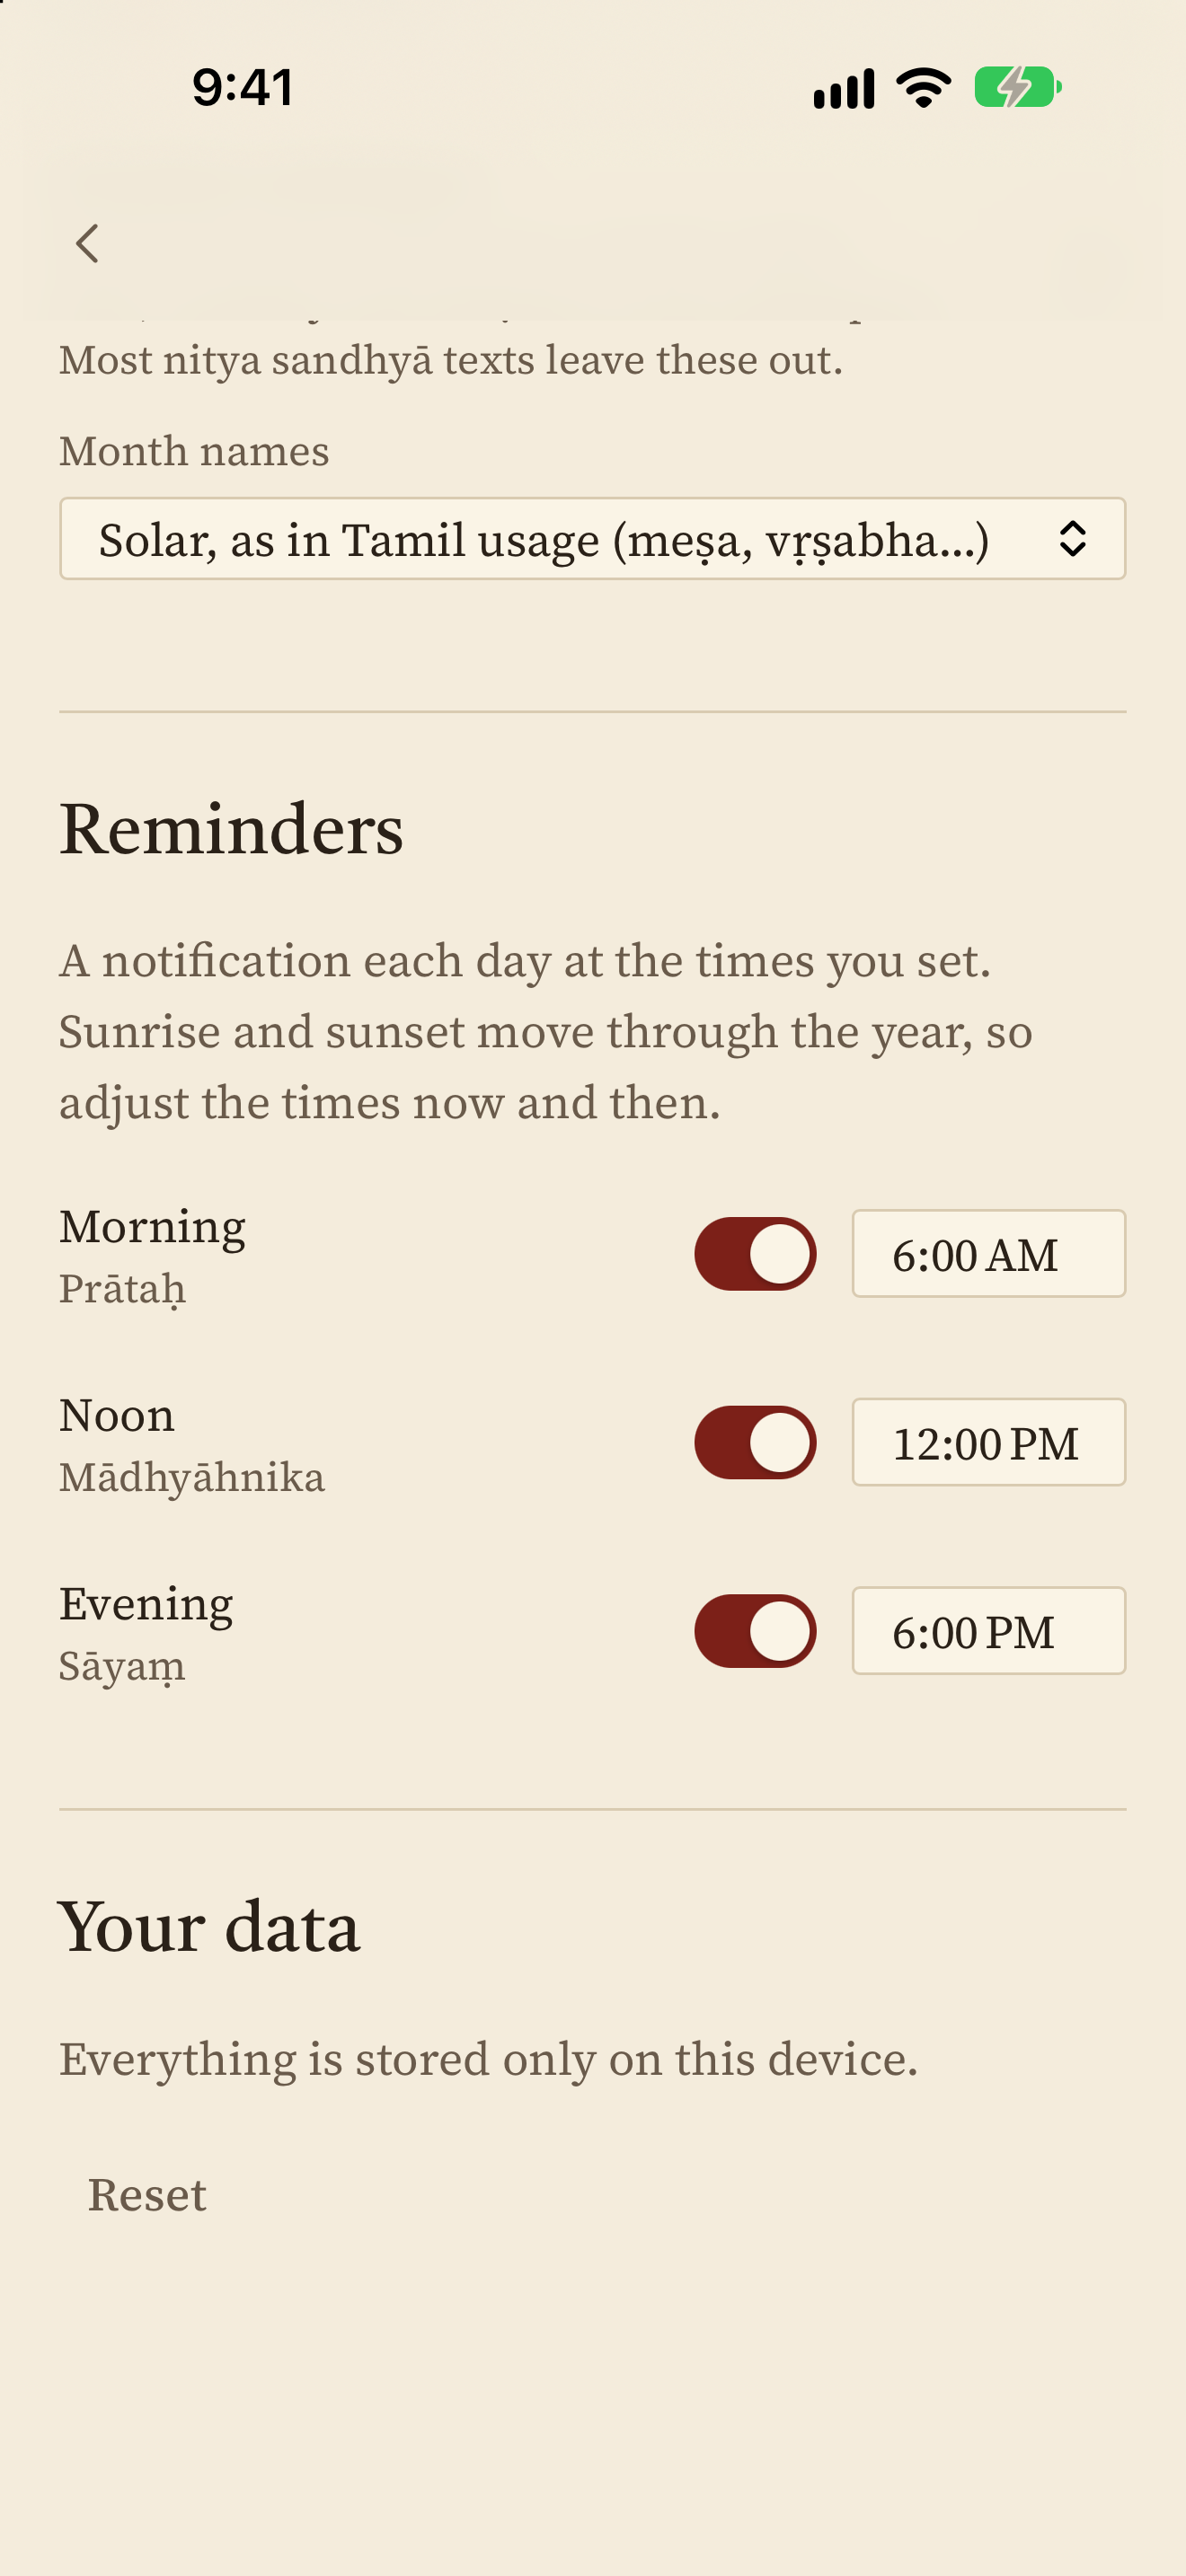 9:41
Most nitya sandhyā texts leave these out.
Month names
Solar, as in Tamil usage (meṣa, vṛṣabha…)
Reminders
A notification each day at the times you set.
Sunrise and sunset move through the year, so
adjust the times now and then.
Morning
Prātaḥ
6:00 AM
Noon
Mādhyāhnika
12:00 PM
Evening
Sāyaṃ
6:00 PM
Your data
Everything is stored only on this device.
Reset